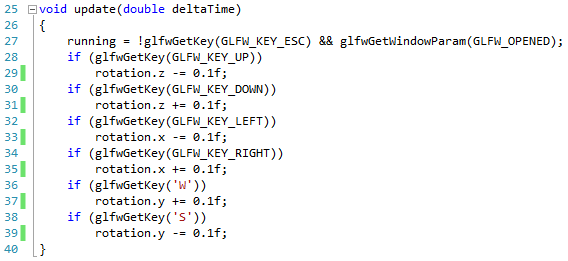 25 void update(double deltaTime)
26 {
27     running = !glfwGetKey(GLFW_KEY_ESC) && glfwGetWindowParam(GLFW_OPENED);
28     if (glfwGetKey(GLFW_KEY_UP))
29         rotation.z -= 0.1f;
30     if (glfwGetKey(GLFW_KEY_DOWN))
31         rotation.z += 0.1f;
32     if (glfwGetKey(GLFW_KEY_LEFT))
33         rotation.x -= 0.1f;
34     if (glfwGetKey(GLFW_KEY_RIGHT))
35         rotation.x += 0.1f;
36     if (glfwGetKey('W'))
37         rotation.y += 0.1f;
38     if (glfwGetKey('S'))
39         rotation.y -= 0.1f;
40 }